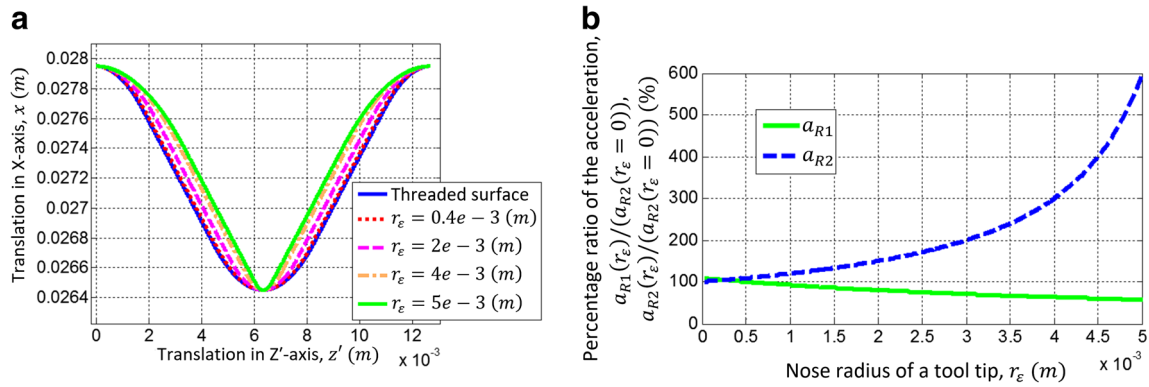 a
Translation in X-axis, x (m)
0.028
0.0278
0.0276
0.0274
0.0272
0.027
0.0268
0.0266
0.0264
0 2 4 6 8 10 12
x 10⁻³
Translation in Z'-axis, z' (m)
Threaded surface
r_ε = 0.4e − 3 (m)
r_ε = 2e − 3 (m)
r_ε = 4e − 3 (m)
r_ε = 5e − 3 (m)
b
Percentage ratio of the acceleration,
a_R1(r_ε)/(a_R2(r_ε = 0)),
a_R2(r_ε)/(a_R2(r_ε = 0)) (%)
600
500
400
300
200
100
0
0 0.5 1 1.5 2 2.5 3 3.5 4 4.5 5
x 10⁻³
Nose radius of a tool tip, r_ε (m)
a_R1
a_R2